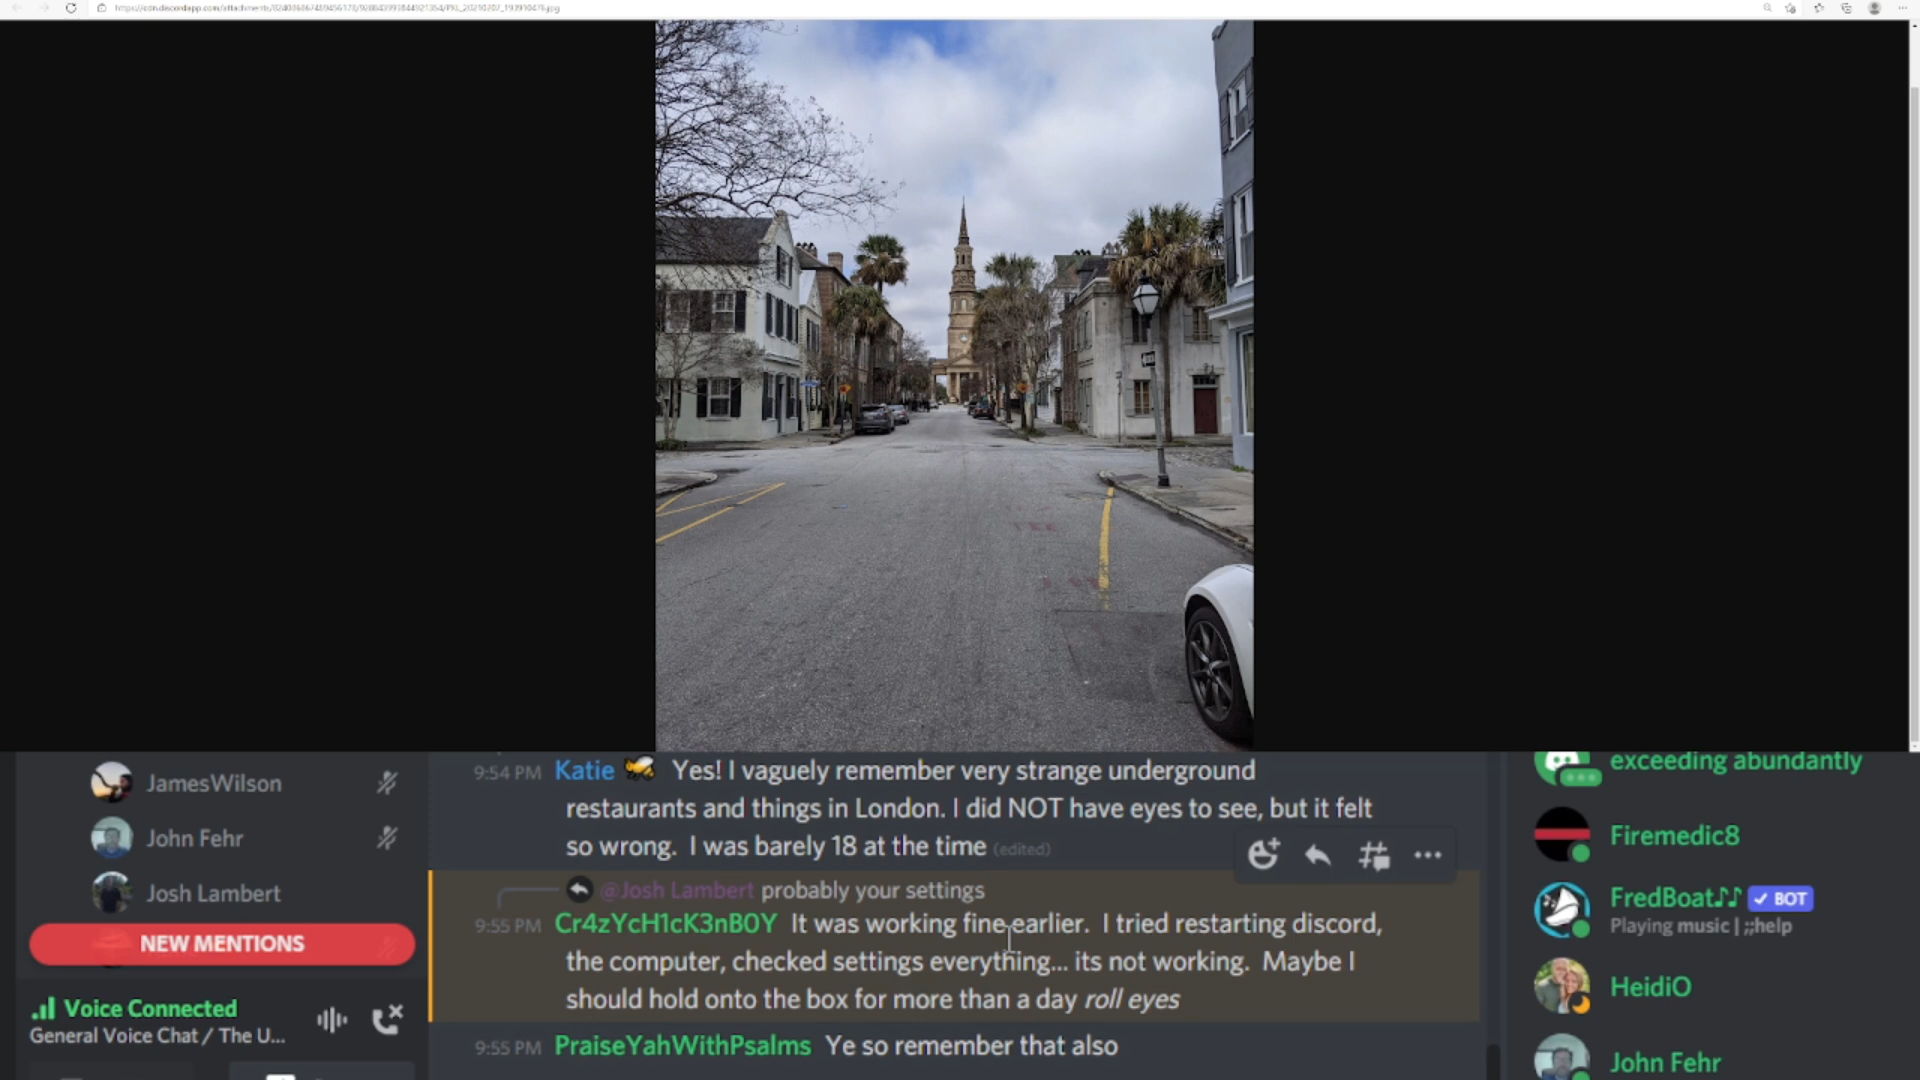 JamesWilson
John Fehr
Josh Lambert
NEW MENTIONS
Voice Connected
General Voice Chat / The U...
9:54 PM Katie Yes! I vaguely remember very strange underground
restaurants and things in London. I did NOT have eyes to see, but it felt
so wrong. I was barely 18 at the time (edited)
@Josh Lambert probably your settings
9:55 PM Cr4zYcH1cK3nB0Y It was working fine earlier. I tried restarting discord,
the computer, checked settings everything... its not working. Maybe I
should hold onto the box for more than a day roll eyes
9:55 PM PraiseYahWithPsalms Ye so remember that also
exceeding abundantly
Firemedic8
FredBoat♪♪ ✓ BOT
Playing music | ;;help
HeidiO
John Fehr